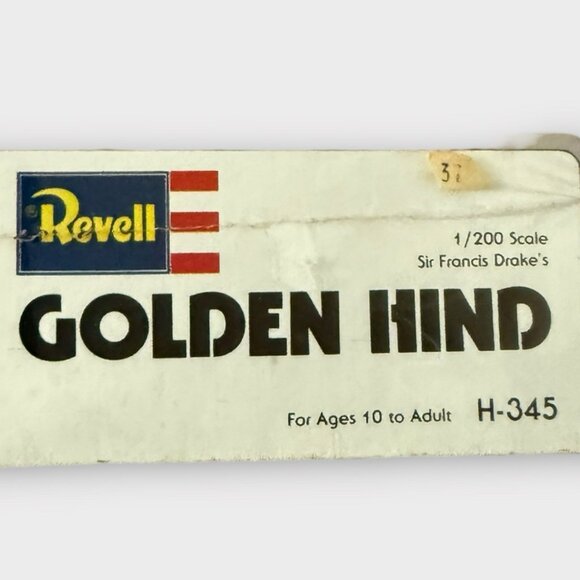 Revell
1/200 Scale
Sir Francis Drake's
GOLDEN HIND
For Ages 10 to Adult H-345